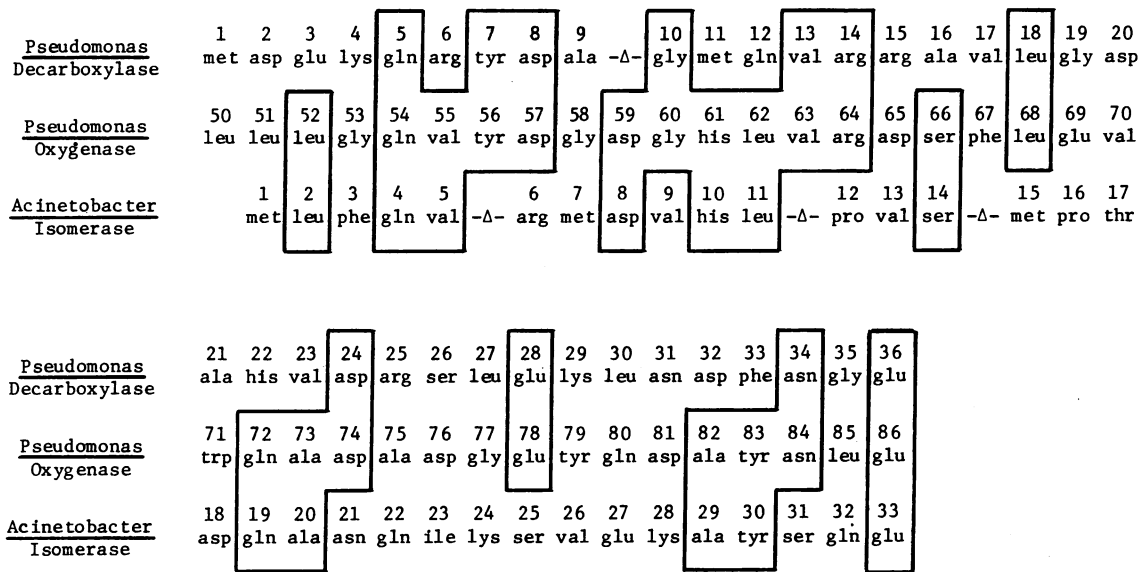 1 2 3 4 5 6 7 8 9 10 11 12 13 14 15 16 17 18 19 20
Pseudomonas met asp glu lys gln arg tyr asp ala -Δ- gly met gln val arg arg ala val leu gly asp
Decarboxylase
50 51 52 53 54 55 56 57 58 59 60 61 62 63 64 65 66 67 68 69 70
Pseudomonas leu leu leu gly gln val tyr asp gly asp gly his leu val arg asp ser phe leu glu val
Oxygenase
1 2 3 4 5 6 7 8 9 10 11 12 13 14 15 16 17
Acinetobacter met leu phe gln val -Δ- arg met asp val his leu -Δ- pro val ser -Δ- met pro thr
Isomerase
21 22 23 24 25 26 27 28 29 30 31 32 33 34 35 36
Pseudomonas ala his val asp arg ser leu glu lys leu asn asp phe asn gly glu
Decarboxylase
71 72 73 74 75 76 77 78 79 80 81 82 83 84 85 86
Pseudomonas trp gln ala asp ala asp gly glu tyr gln asp ala tyr asn leu glu
Oxygenase
18 19 20 21 22 23 24 25 26 27 28 29 30 31 32 33
Acinetobacter asp gln ala asn gln ile lys ser val glu lys ala tyr ser gln glu
Isomerase